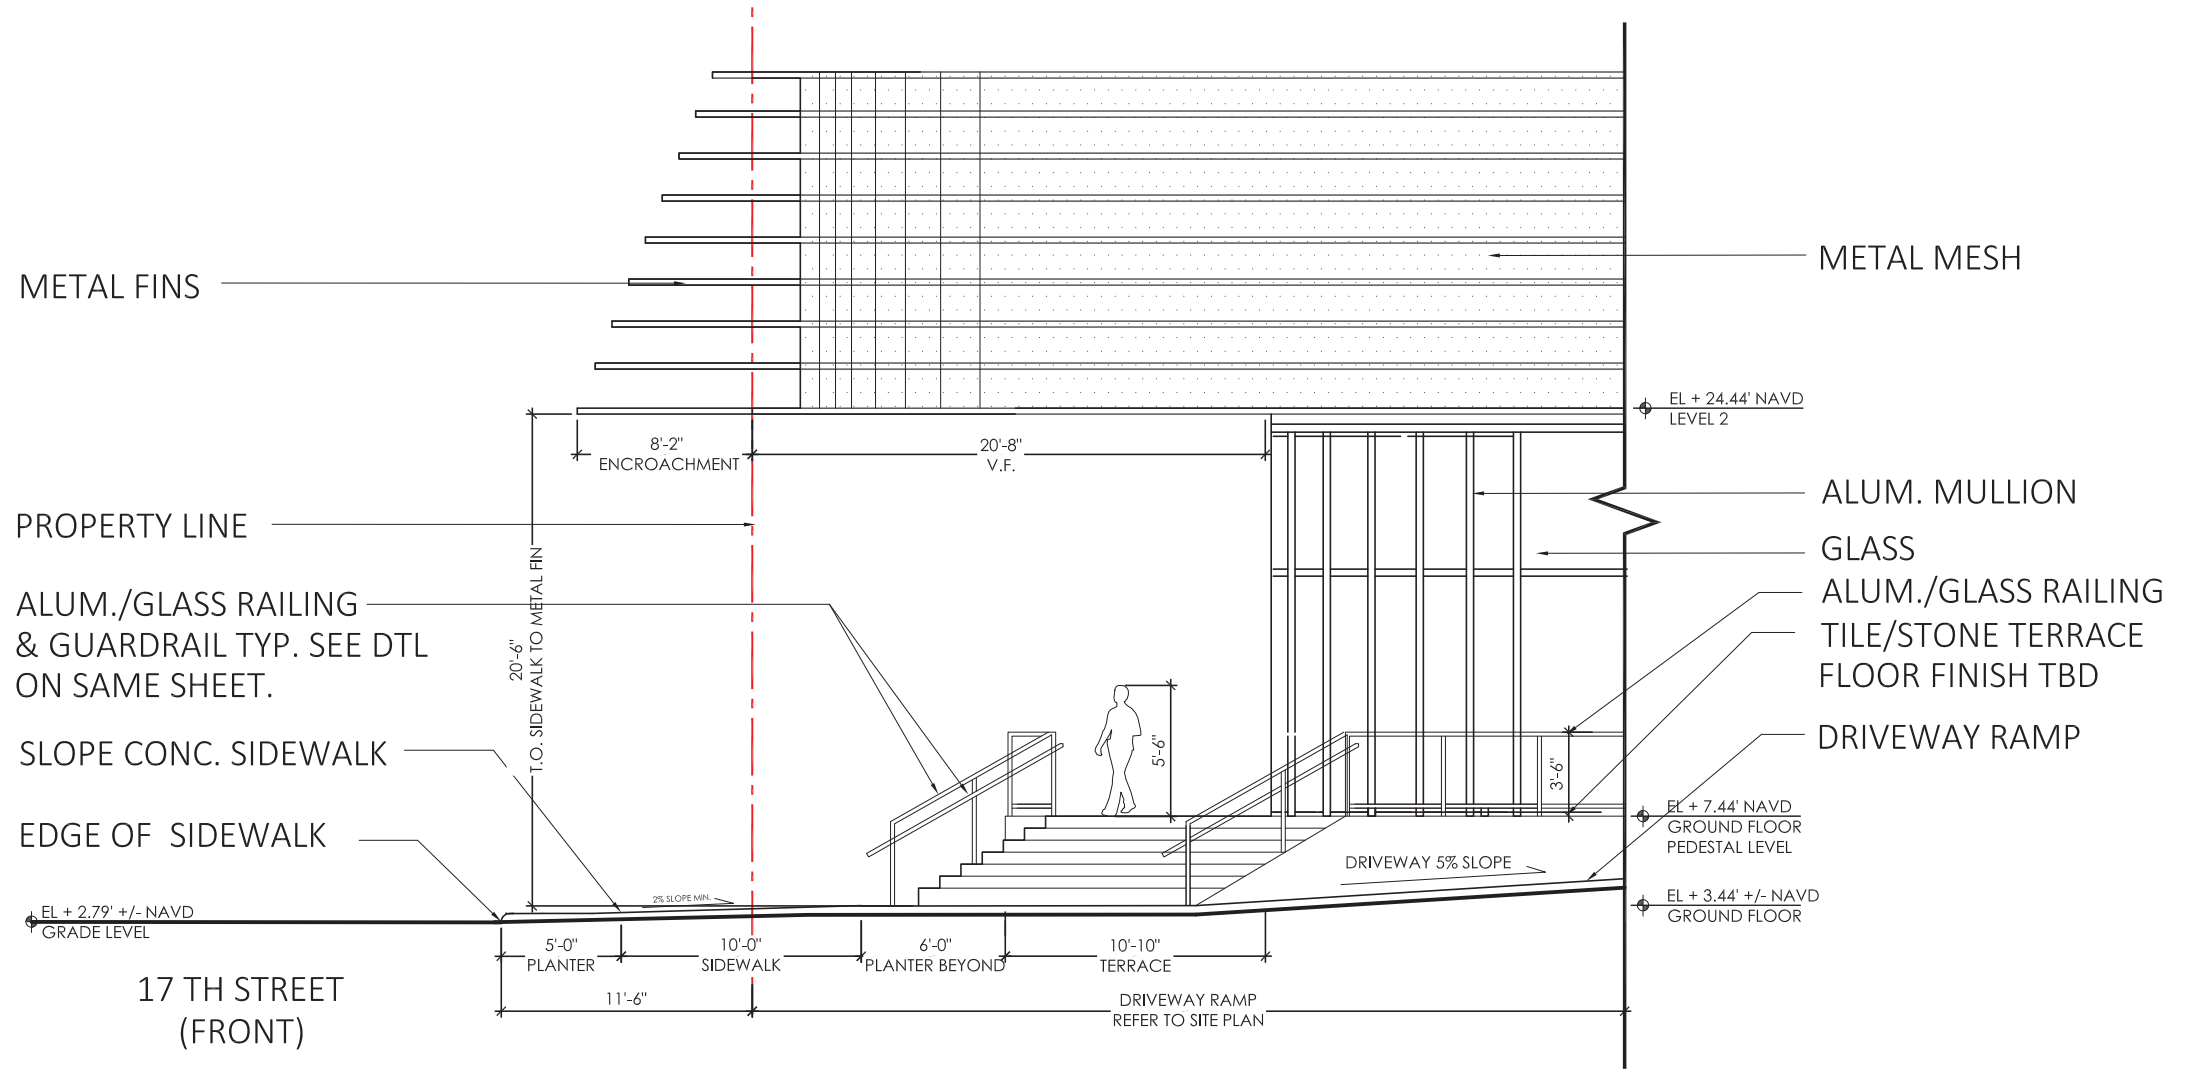 METAL FINS
METAL MESH
EL + 24.44' NAVD
LEVEL 2
8'-2"
ENCROACHMENT
20'-8"
V.F.
PROPERTY LINE
ALUM. MULLION
GLASS
ALUM./GLASS RAILING
& GUARDRAIL TYP. SEE DTL
ON SAME SHEET.
20'-6"
T.O. SIDEWALK TO METAL FIN
ALUM./GLASS RAILING
TILE/STONE TERRACE
FLOOR FINISH TBD
SLOPE CONC. SIDEWALK
5'-6"
3'-6"
DRIVEWAY RAMP
EDGE OF SIDEWALK
EL + 7.44' NAVD
GROUND FLOOR
PEDESTAL LEVEL
DRIVEWAY 5% SLOPE
2% SLOPE MIN.
EL + 2.79' +/- NAVD
GRADE LEVEL
EL + 3.44' +/- NAVD
GROUND FLOOR
5'-0"
PLANTER
10'-0"
SIDEWALK
6'-0"
PLANTER BEYOND
10'-10"
TERRACE
17 TH STREET
(FRONT)
11'-6"
DRIVEWAY RAMP
REFER TO SITE PLAN